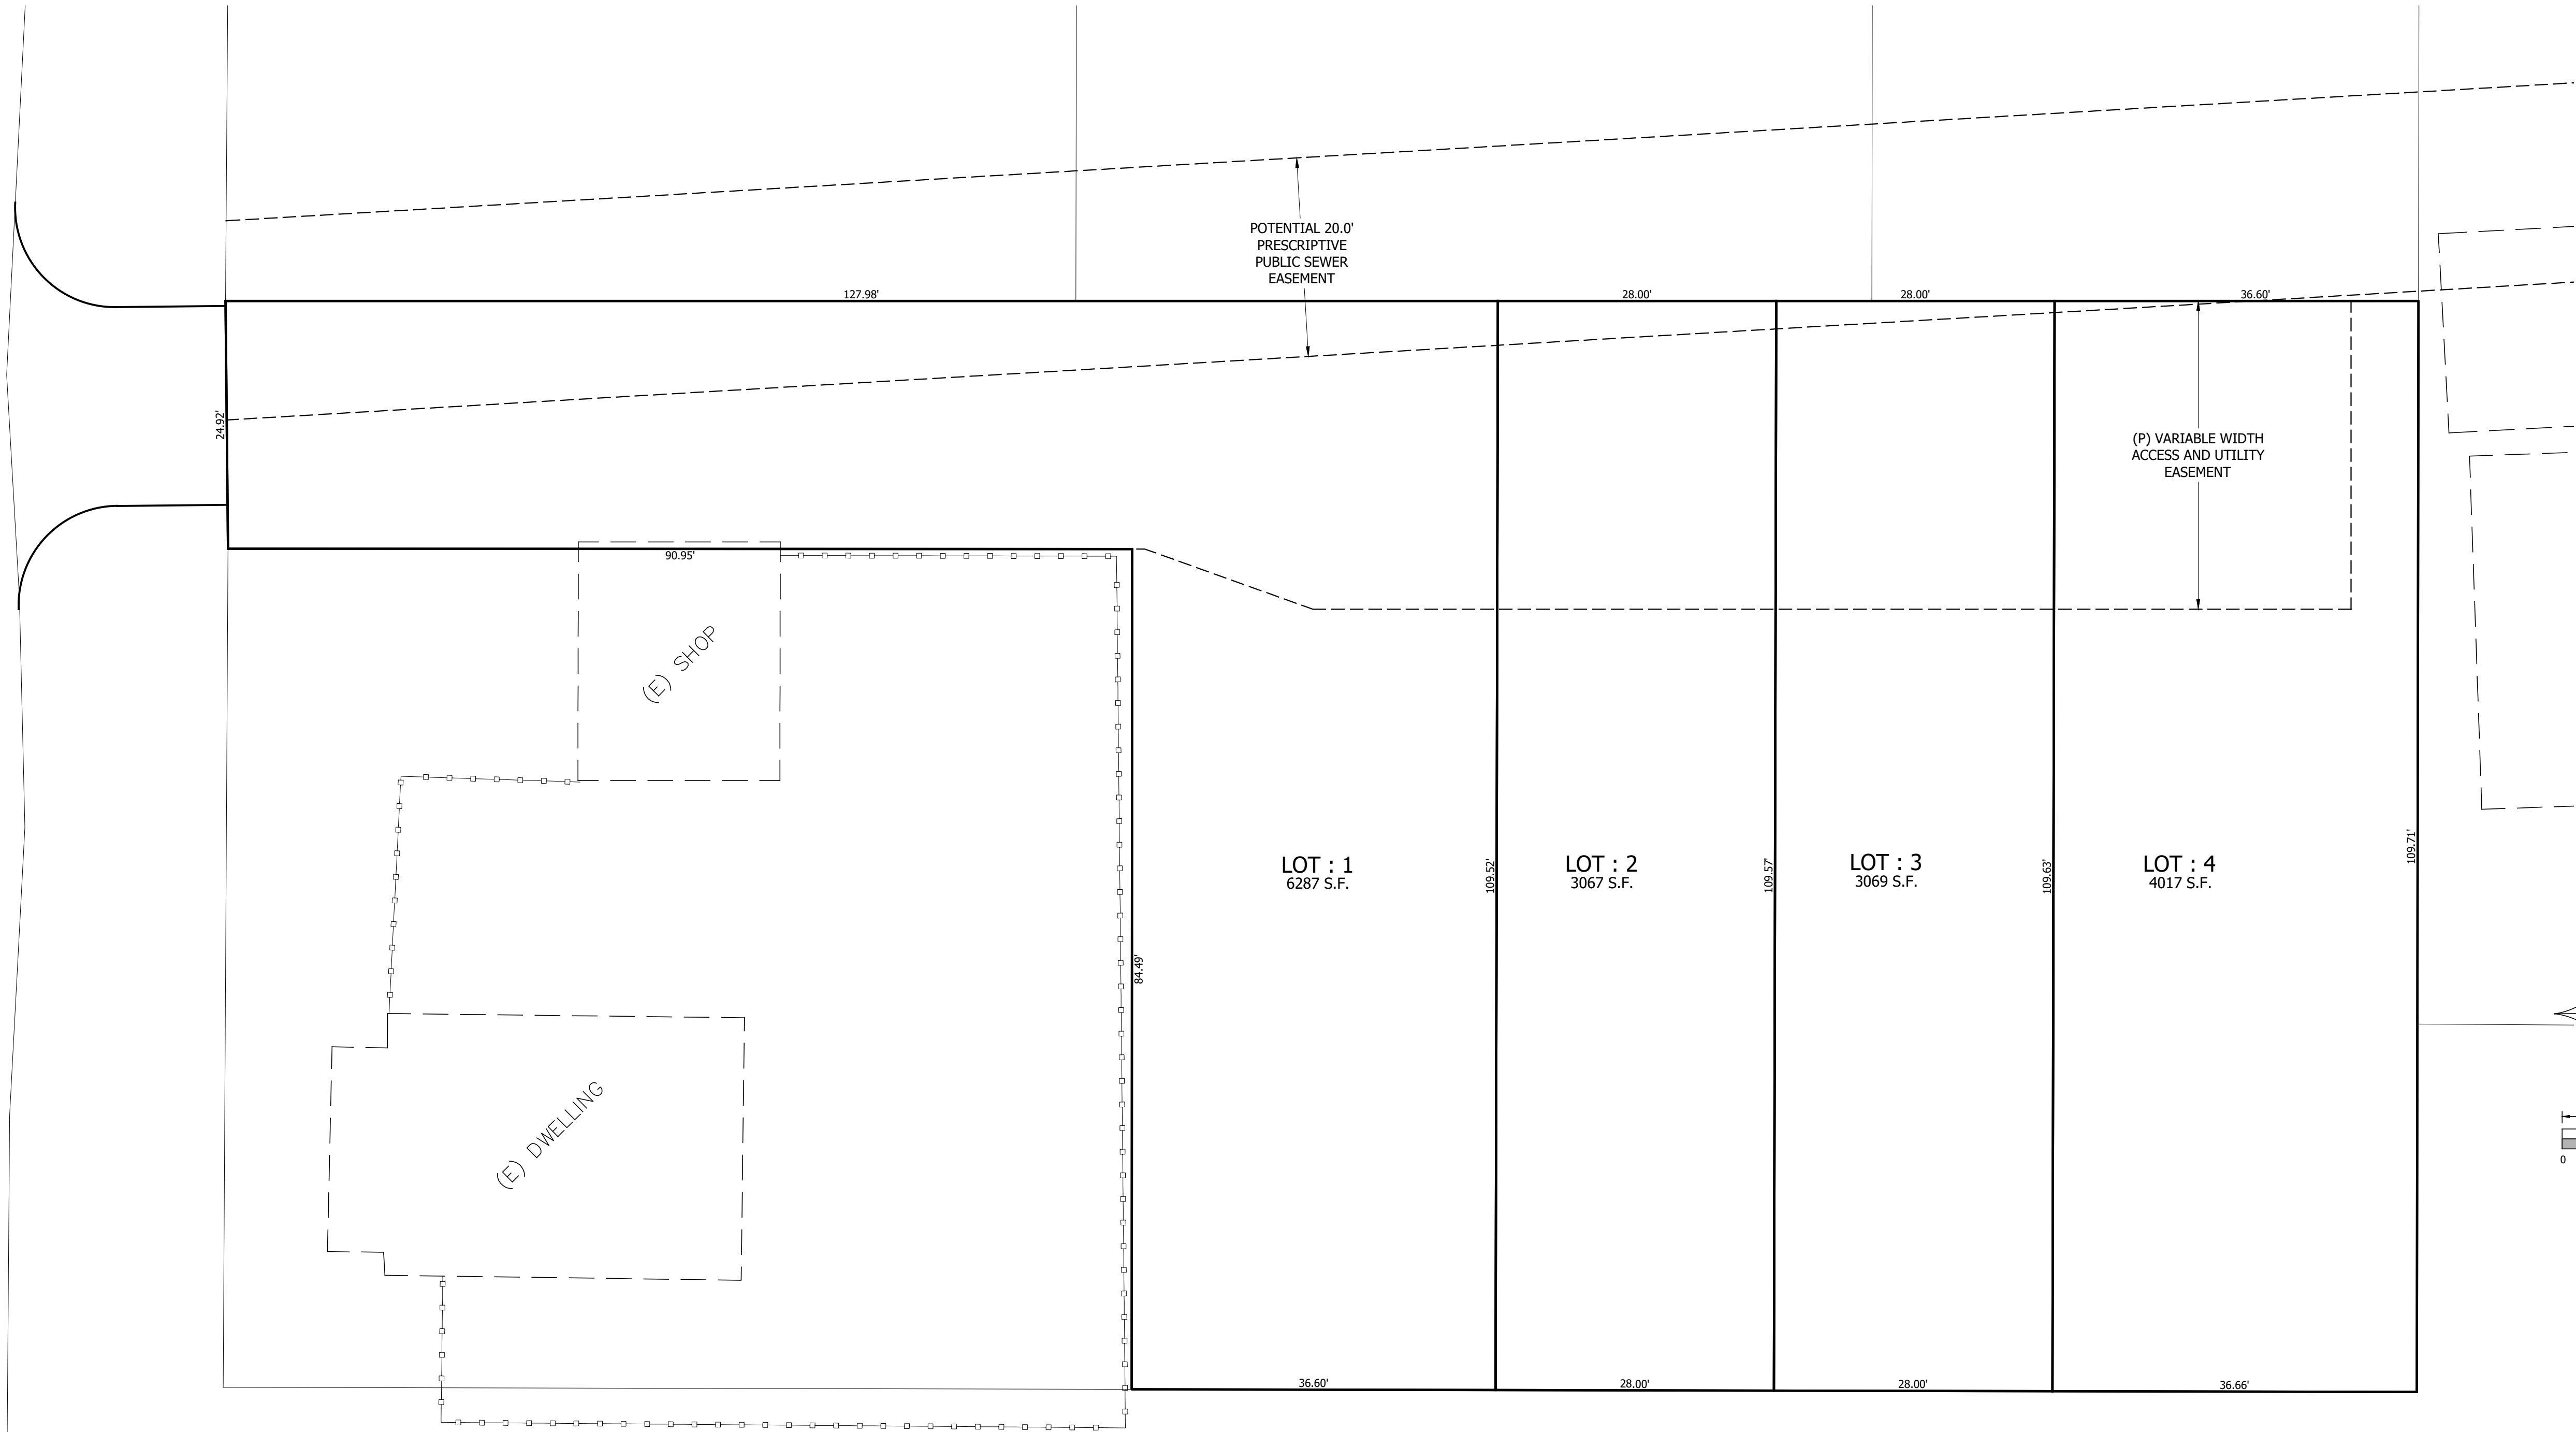 POTENTIAL 20.0'
PRESCRIPTIVE
PUBLIC SEWER
EASEMENT
127.98'
28.00'
28.00'
36.60'
24.92'
(P) VARIABLE WIDTH
ACCESS AND UTILITY
EASEMENT
90.95'
(E) SHOP
LOT : 1
6287 S.F.
109.52'
LOT : 2
3067 S.F.
109.57'
LOT : 3
3069 S.F.
109.63'
LOT : 4
4017 S.F.
109.71'
84.49'
(E) DWELLING
0
36.60'
28.00'
28.00'
36.66'